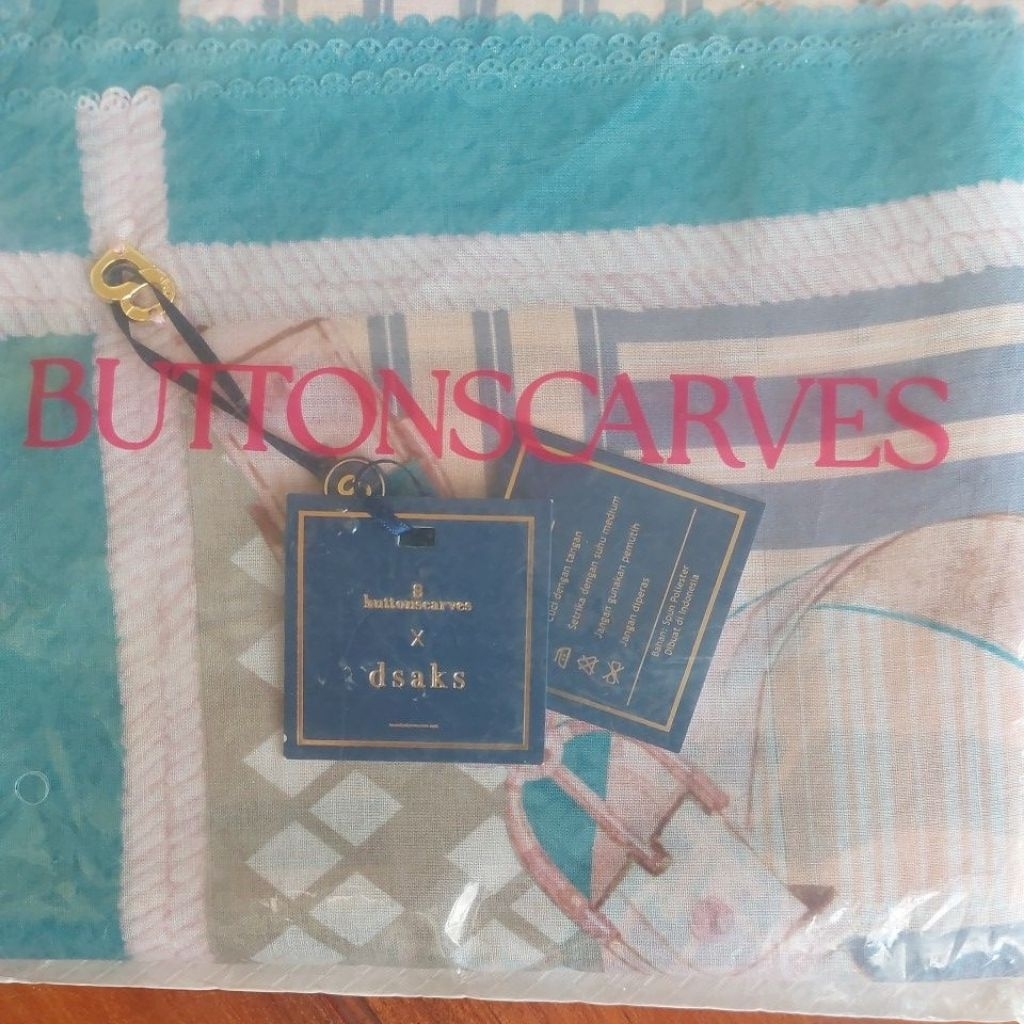 BUTTONSCARVES
buttonscarves
X
dsaks
Cuci dengan tangan
Setrika dengan suhu medium
Jangan gunakan pemutih
Jangan diperas
Bahan: Spun Poliester
Dibuat di Indonesia